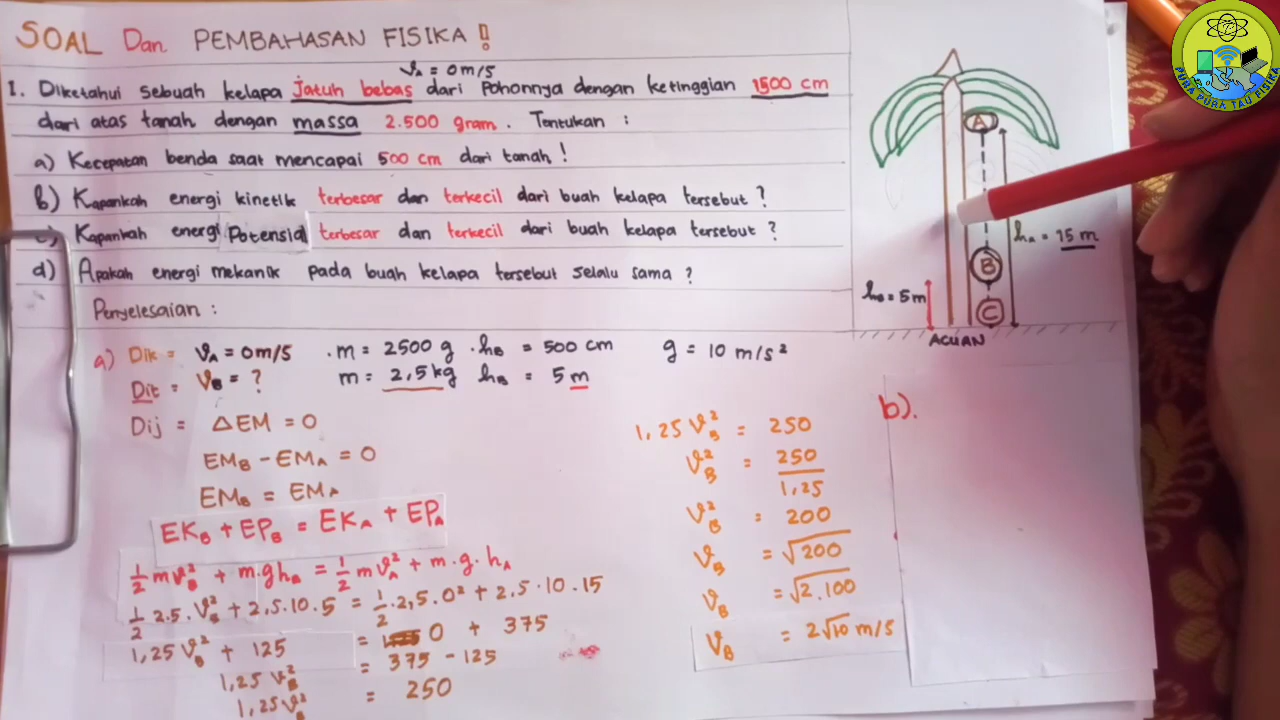 SOAL Dan PEMBAHASAN FISIKA!
vA = 0 m/s
1. Diketahui sebuah kelapa jatuh bebas dari pohonnya dengan ketinggian 1500 cm
dari atas tanah dengan massa 2.500 gram. Tentukan :
a) Kecepatan benda saat mencapai 500 cm dari tanah!
b) Kapankah energi kinetik terbesar dan terkecil dari buah kelapa tersebut?
c) Kapankah energi Potensial terbesar dan terkecil dari buah kelapa tersebut?
d) Apakah energi mekanik pada buah kelapa tersebut selalu sama?
Penyelesaian :
a) Dik = vA = 0 m/s . m = 2500 g . hB = 500 cm g = 10 m/s²
Dit = vB = ? m = 2,5 kg hB = 5 m
Dij = ΔEM = 0
EMB - EMA = 0
EMB = EMA
EKB + EPB = EKA + EPA
1/2 mvB² + m.ghB = 1/2 mvA² + m.g.hA
1/2 2.5.vB² + 2,5.10.5 = 1/2.2,5.0² + 2,5.10.15
1,25 vB² + 125 = 0 + 375
1,25 vB² = 375 - 125
1,25 vB² = 250
1,25 vB² = 250
vB² = 250/1,25
vB² = 200
vB = √200
vB = √2.100
vB = 2√10 m/s
b).
A
B
C
hA = 15 m
hB = 5 m
ACUAN
PURA PURA TAU FISIKA